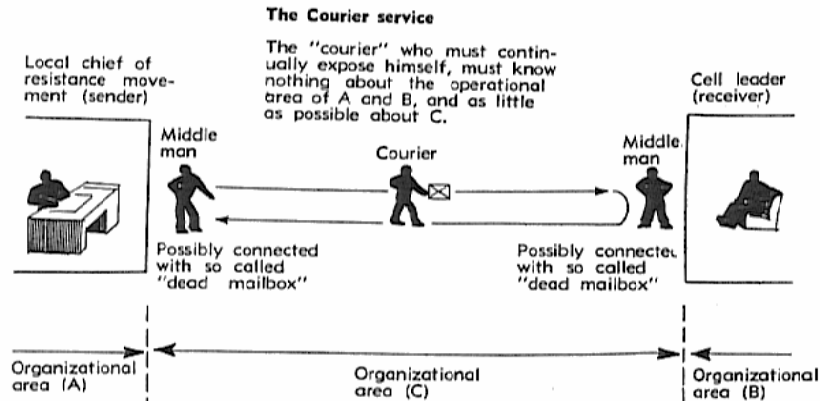 The Courier service
The "courier" who must contin-
ually expose himself, must know
nothing about the operational
area of A and B, and as little
as possible about C.
Local chief of
resistance move-
ment (sender)
Cell leader
(receiver)
Middle
man
Courier
Middle
man
Possibly connected
with so called
"dead mailbox"
Possibly connectec
with so called
"dead mailbox"
Organizational
area (A)
Organizational
area (C)
Organizational
area (B)